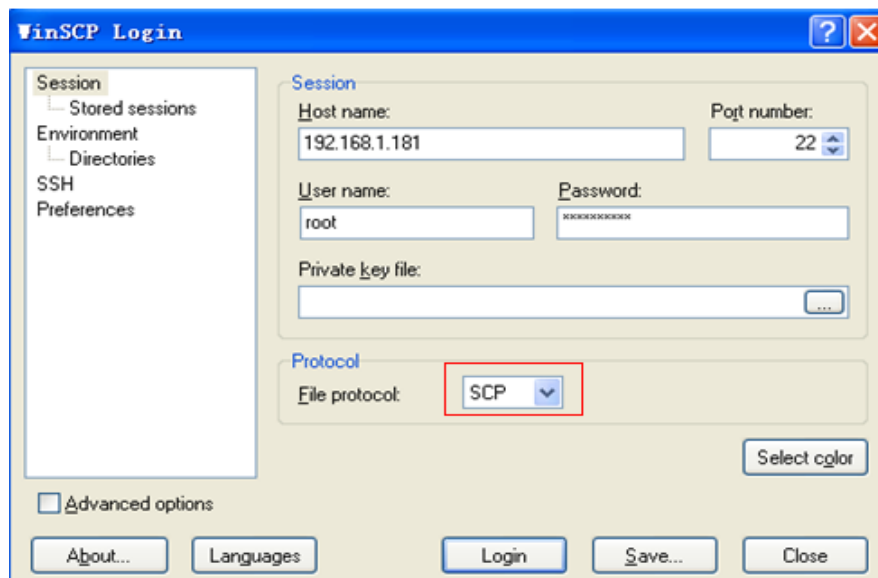 WinSCP Login
Session
Stored sessions
Environment
Directories
SSH
Preferences
Session
Host name: Port number:
192.168.1.181 22
User name: Password:
root **********
Private key file:
...
Protocol
File protocol: SCP
Select color
Advanced options
About... Languages Login Save... Close